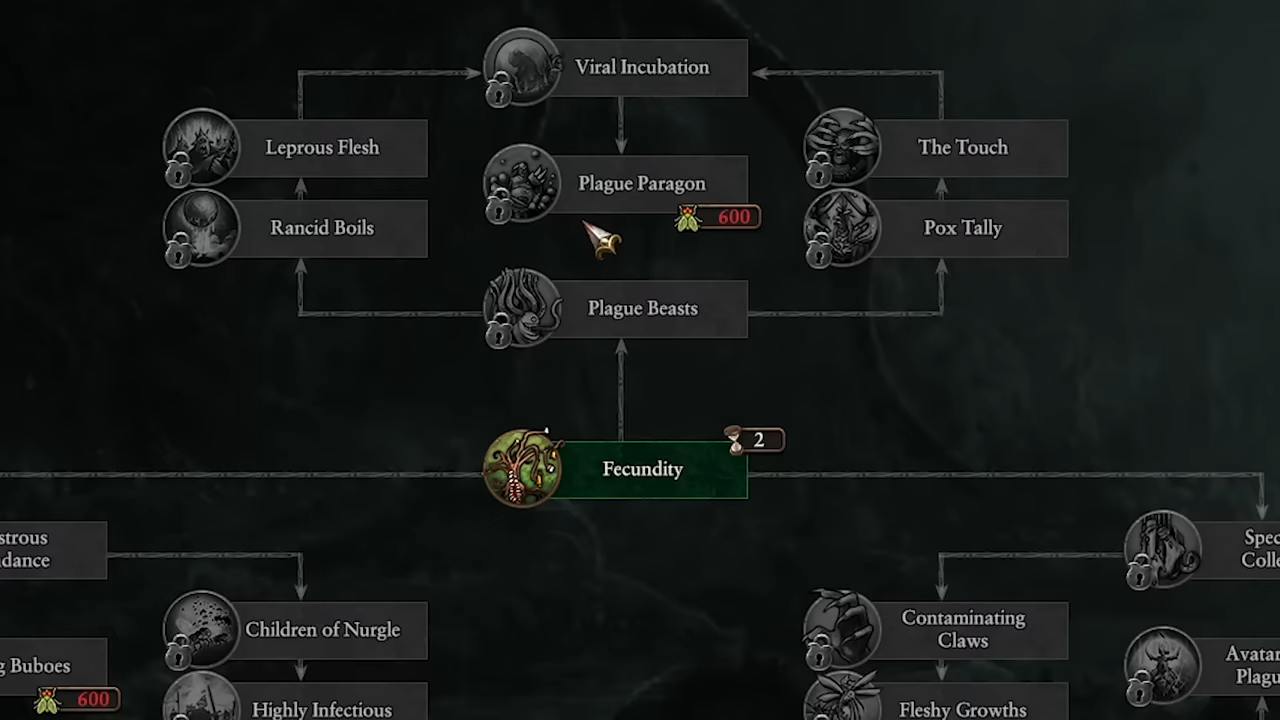 Viral Incubation
Leprous Flesh
The Touch
Plague Paragon
600
Rancid Boils
Pox Tally
Plague Beasts
2
Fecundity
Children of Nurgle
Contaminating
Claws
Buboes
600
Highly Infectious
Fleshy Growths